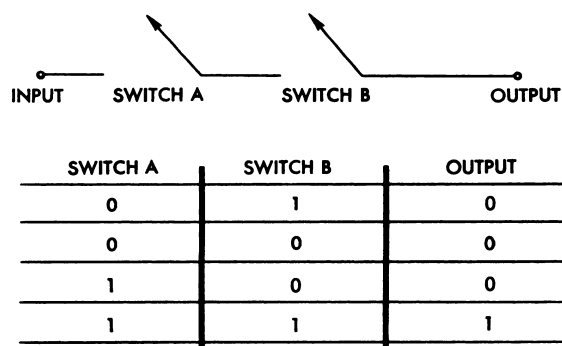 INPUT SWITCH A SWITCH B OUTPUT
SWITCH A SWITCH B OUTPUT
0 1 0
0 0 0
1 0 0
1 1 1